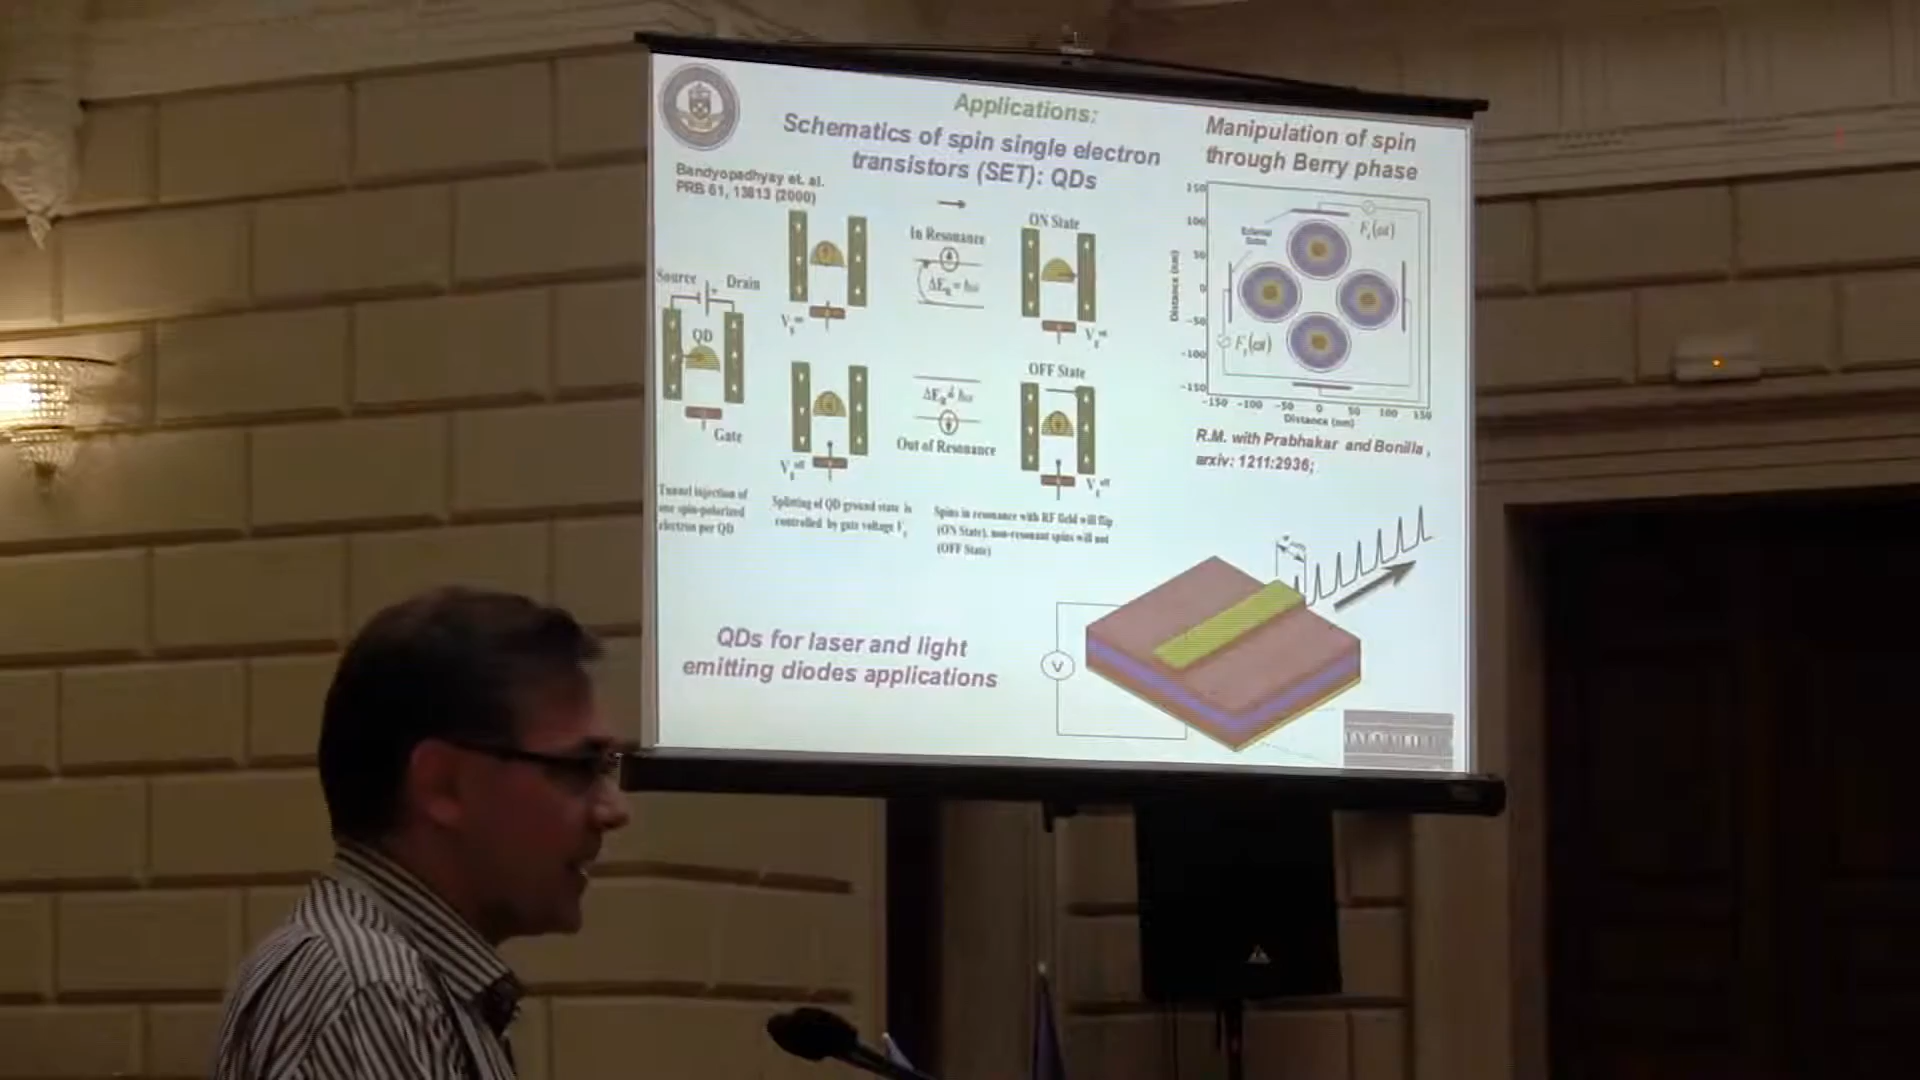 Applications:
Schematics of spin single electron
transistors (SET): QDs
Bandyopadhyay et. al.
PRB 61, 13813 (2000)
Source
Drain
QD
Gate
Tunnel injection of
one spin-polarized
electron per QD
In Resonance
ΔE_R = ħω
ON State
V_g
OFF State
Out of Resonance
V_g^off
V_g^off
Splitting of QD ground state is
controlled by gate voltage V_g
Spins in resonance with RF field will flip
(ON State), non-resonant spins will not
(OFF State)
Manipulation of spin
through Berry phase
150
100
50
0
-50
-100
-150
Distance (nm)
External
Gates
-150 -100 -50 0 50 100 150
Distance (nm)
R.M. with Prabhakar and Bonilla,
arxiv: 1211:2936;
QDs for laser and light
emitting diodes applications
V